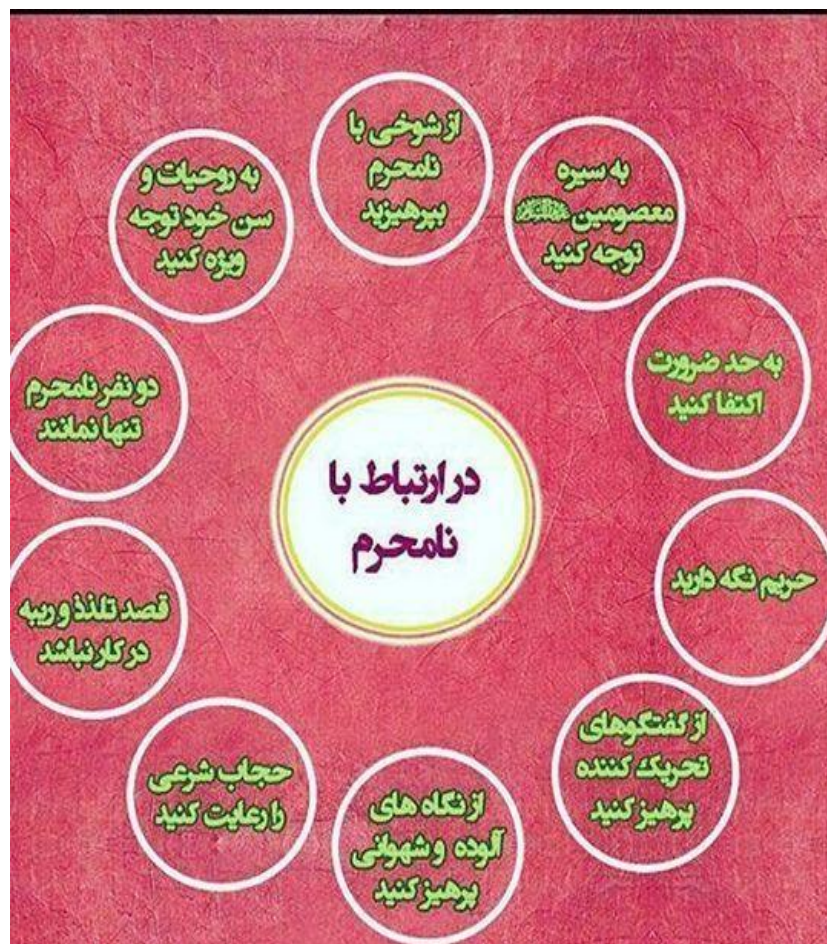 در ارتباط با
نامحرم
از شوخی با
نامحرم
بپرهیزید
به سیره
معصومین علیهم‌السلام
توجه کنید
به حد ضرورت
اکتفا کنید
حریم نگه دارید
از گفتگوهای
تحریک کننده
پرهیز کنید
از نگاه های
آلوده و شهوانی
پرهیز کنید
حجاب شرعی
را رعایت کنید
قصد تلذذ و ریبه
در کار نباشد
دو نفر نامحرم
تنها نمانند
به روحیات و
سن خود توجه
ویژه کنید